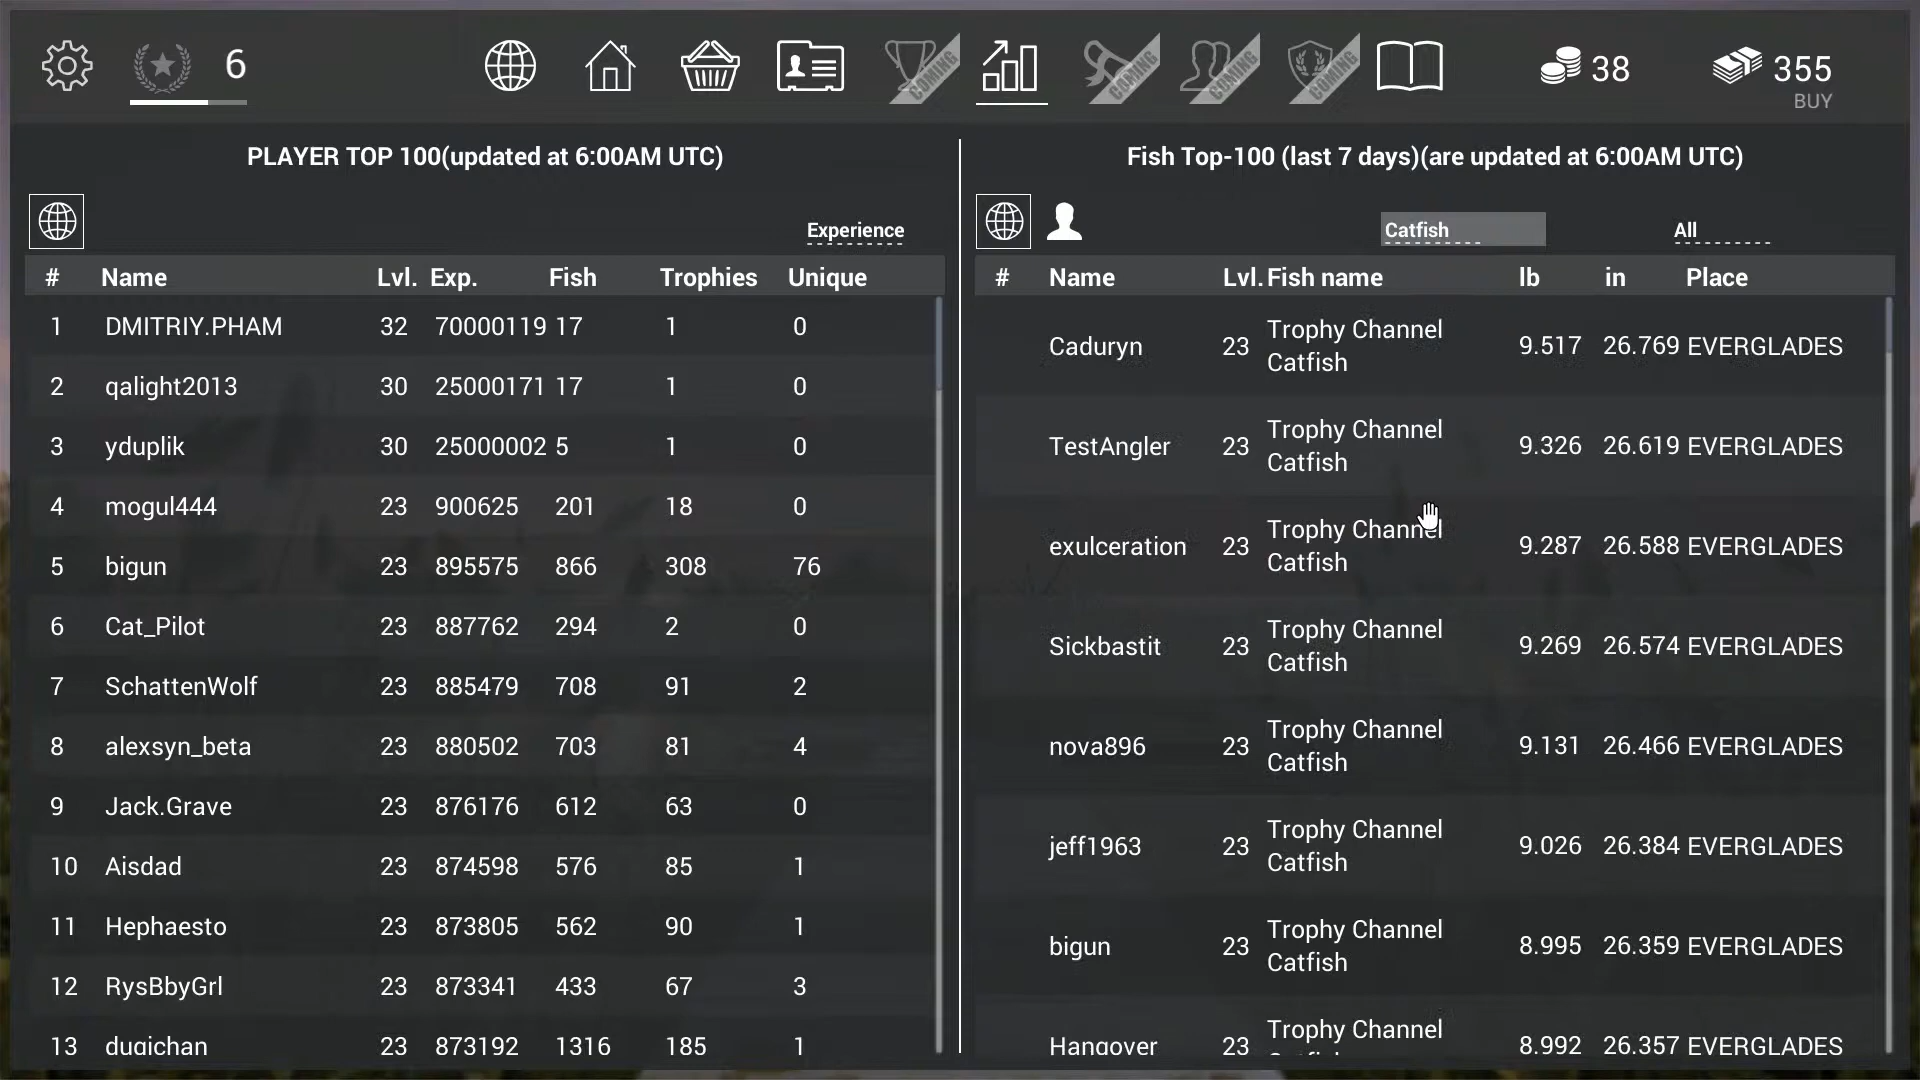 6
COMING
COMING
COMING
COMING
38
355
BUY
PLAYER TOP 100(updated at 6:00AM UTC)
Experience
# Name Lvl. Exp. Fish Trophies Unique
1 DMITRIY.PHAM 32 70000119 17 1 0
2 qalight2013 30 25000171 17 1 0
3 yduplik 30 25000002 5 1 0
4 mogul444 23 900625 201 18 0
5 bigun 23 895575 866 308 76
6 Cat_Pilot 23 887762 294 2 0
7 SchattenWolf 23 885479 708 91 2
8 alexsyn_beta 23 880502 703 81 4
9 Jack.Grave 23 876176 612 63 0
10 Aisdad 23 874598 576 85 1
11 Hephaesto 23 873805 562 90 1
12 RysBbyGrl 23 873341 433 67 3
13 dugichan 23 873192 1316 185 1
Fish Top-100 (last 7 days)(are updated at 6:00AM UTC)
Catfish All
# Name Lvl. Fish name lb in Place
Caduryn 23 Trophy Channel 9.517 26.769 EVERGLADES
Catfish
TestAngler 23 Trophy Channel 9.326 26.619 EVERGLADES
Catfish
exulceration 23 Trophy Channel 9.287 26.588 EVERGLADES
Catfish
Sickbastit 23 Trophy Channel 9.269 26.574 EVERGLADES
Catfish
nova896 23 Trophy Channel 9.131 26.466 EVERGLADES
Catfish
jeff1963 23 Trophy Channel 9.026 26.384 EVERGLADES
Catfish
bigun 23 Trophy Channel 8.995 26.359 EVERGLADES
Catfish
Hangover 23 Trophy Channel 8.992 26.357 EVERGLADES